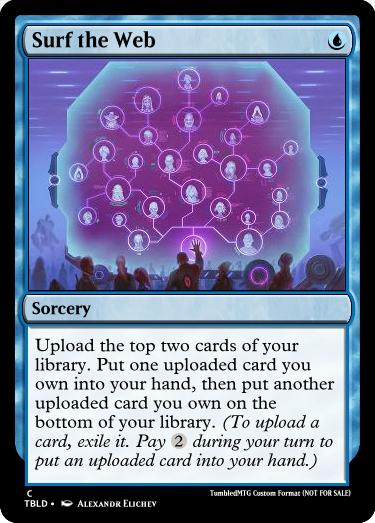 Surf the Web
Sorcery
Upload the top two cards of your
library. Put one uploaded card you
own into your hand, then put another
uploaded card you own on the
bottom of your library. (To upload a
card, exile it. Pay 2 during your turn to
put an uploaded card into your hand.)
C
TumbledMTG Custom Format (NOT FOR SALE)
TBLD • Alexandr Elichev